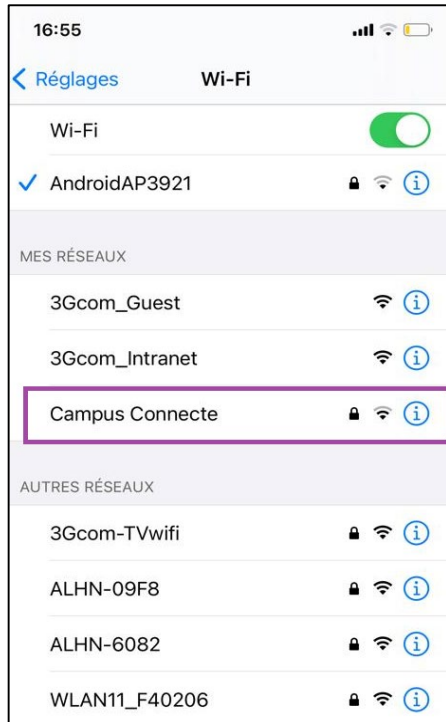 16:55
Réglages Wi-Fi
Wi-Fi
AndroidAP3921
MES RÉSEAUX
3Gcom_Guest
3Gcom_Intranet
Campus Connecte
AUTRES RÉSEAUX
3Gcom-TVwifi
ALHN-09F8
ALHN-6082
WLAN11_F40206